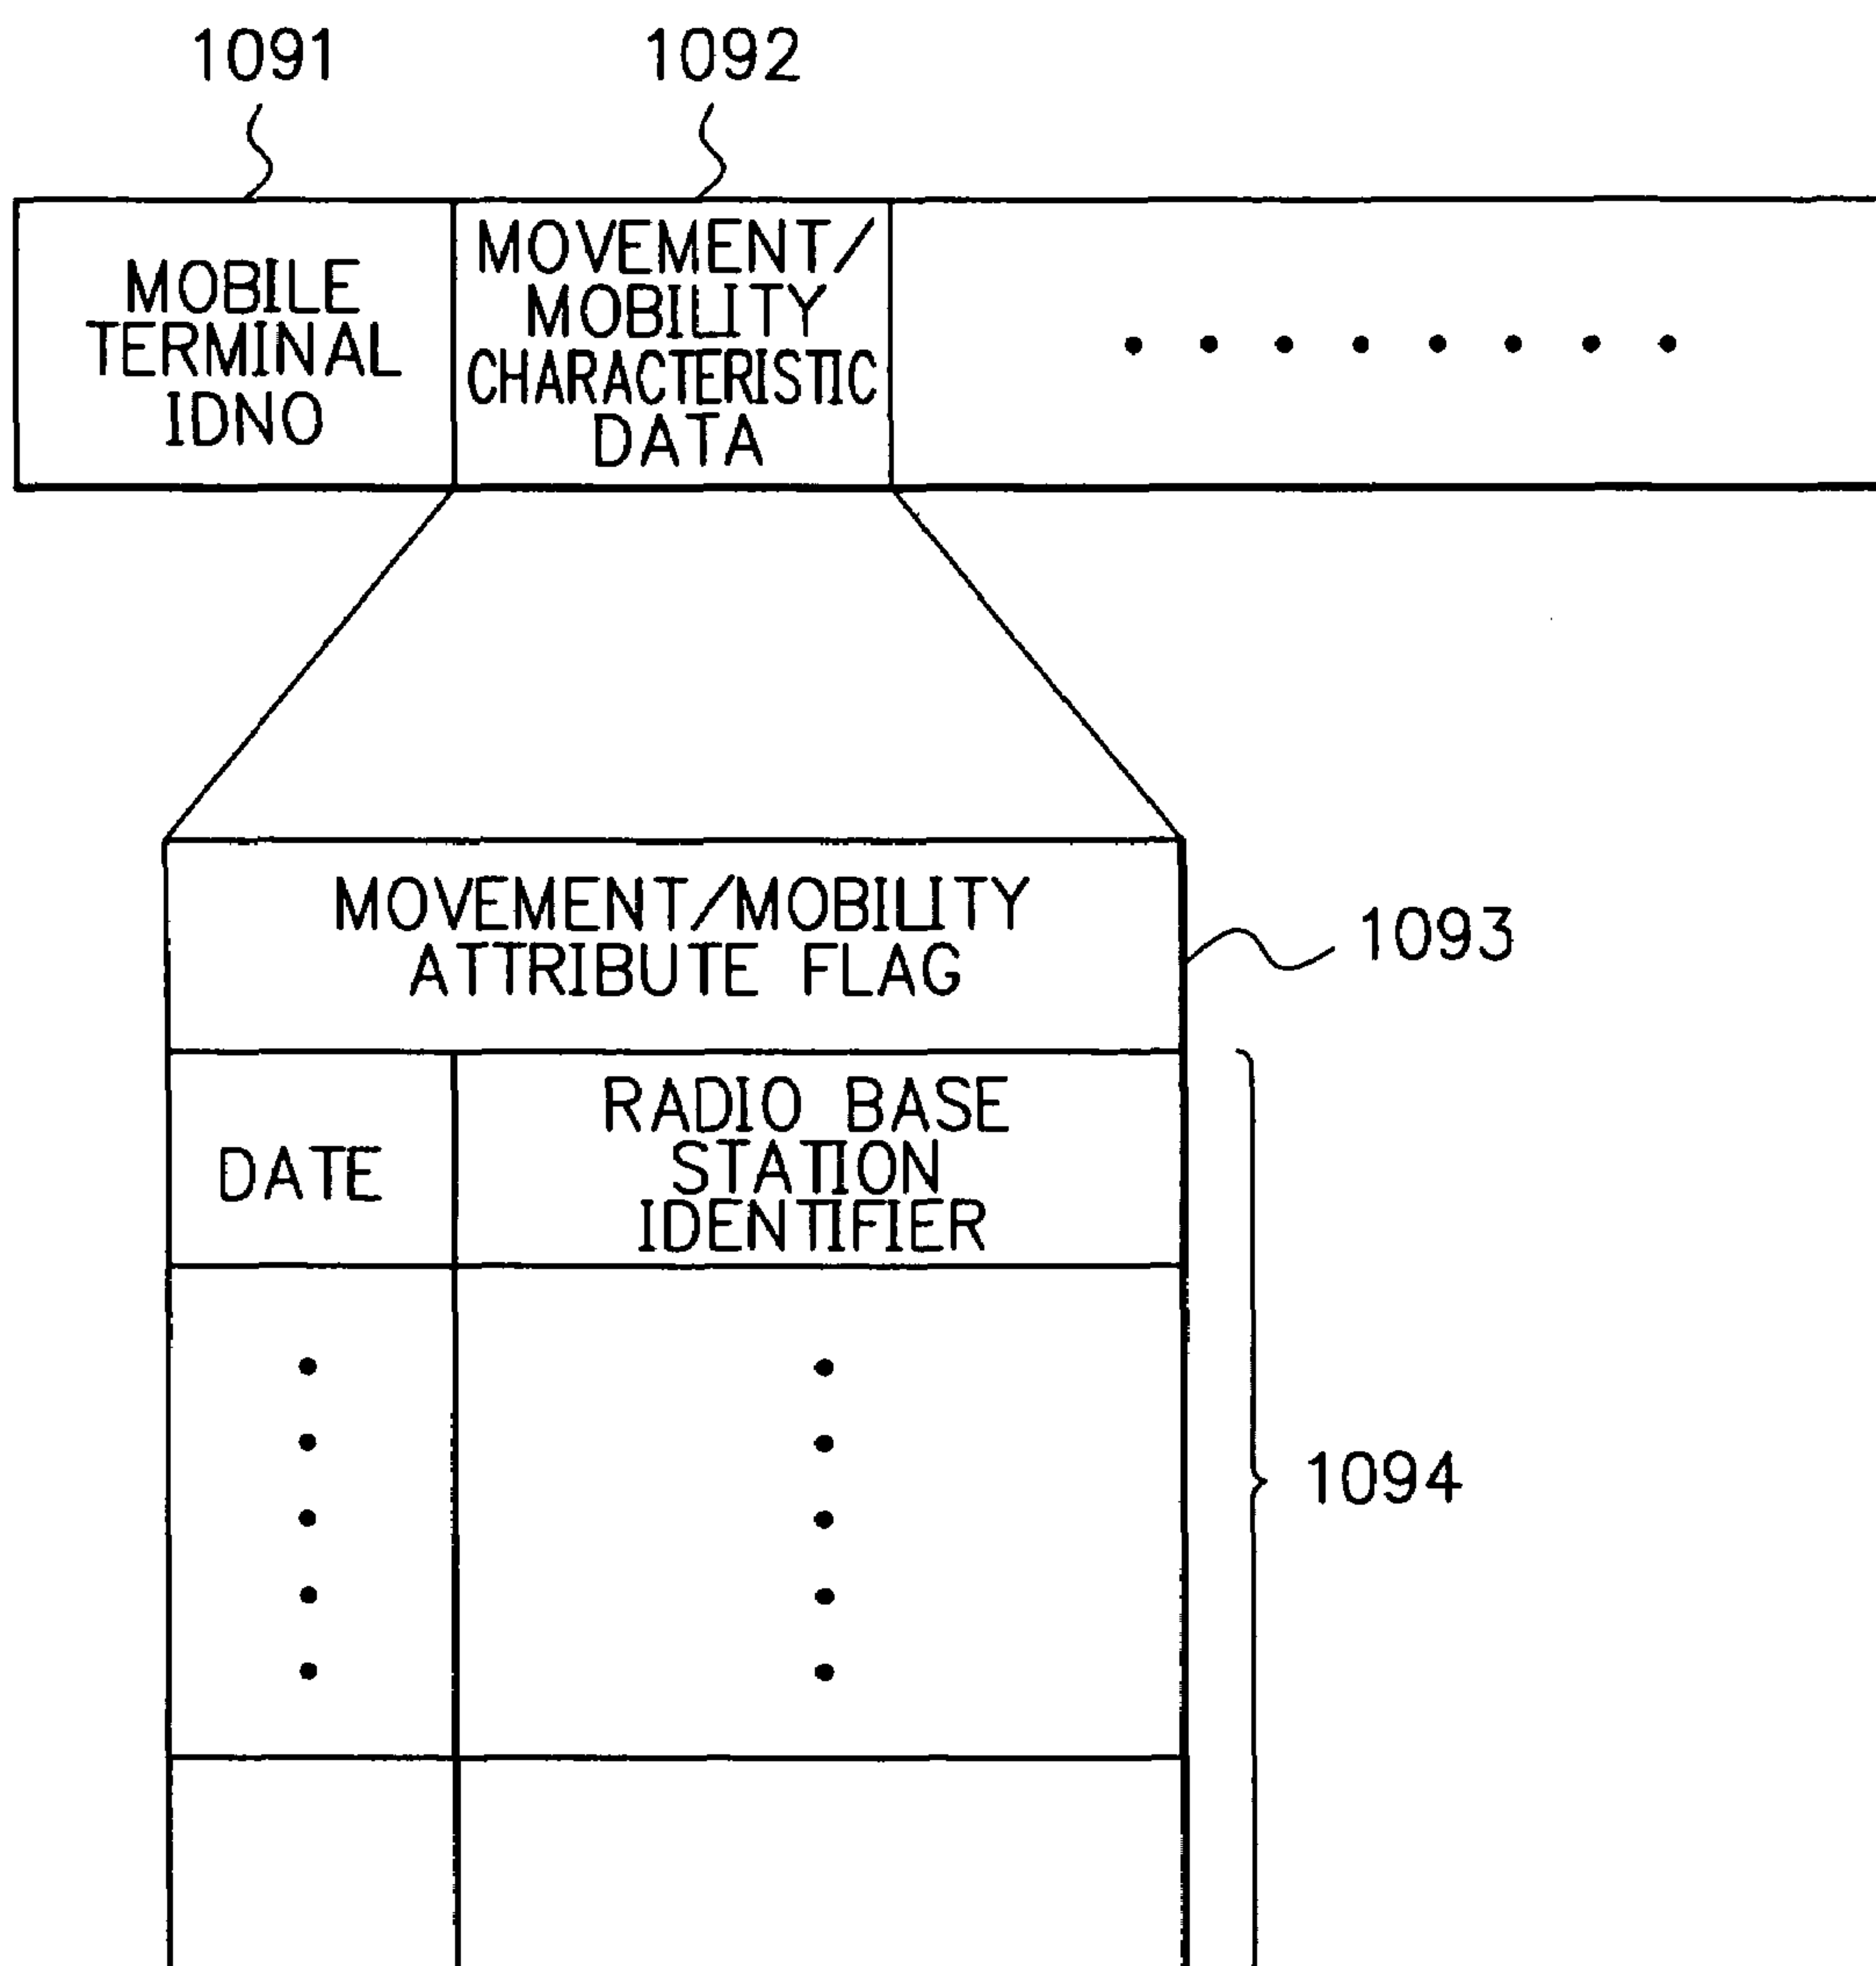 1091
1092
MOBILE
TERMINAL
IDNO
MOVEMENT/
MOBILITY
CHARACTERISTIC
DATA
MOVEMENT/MOBILITY
ATTRIBUTE FLAG
1093
DATE
RADIO BASE
STATION
IDENTIFIER
1094